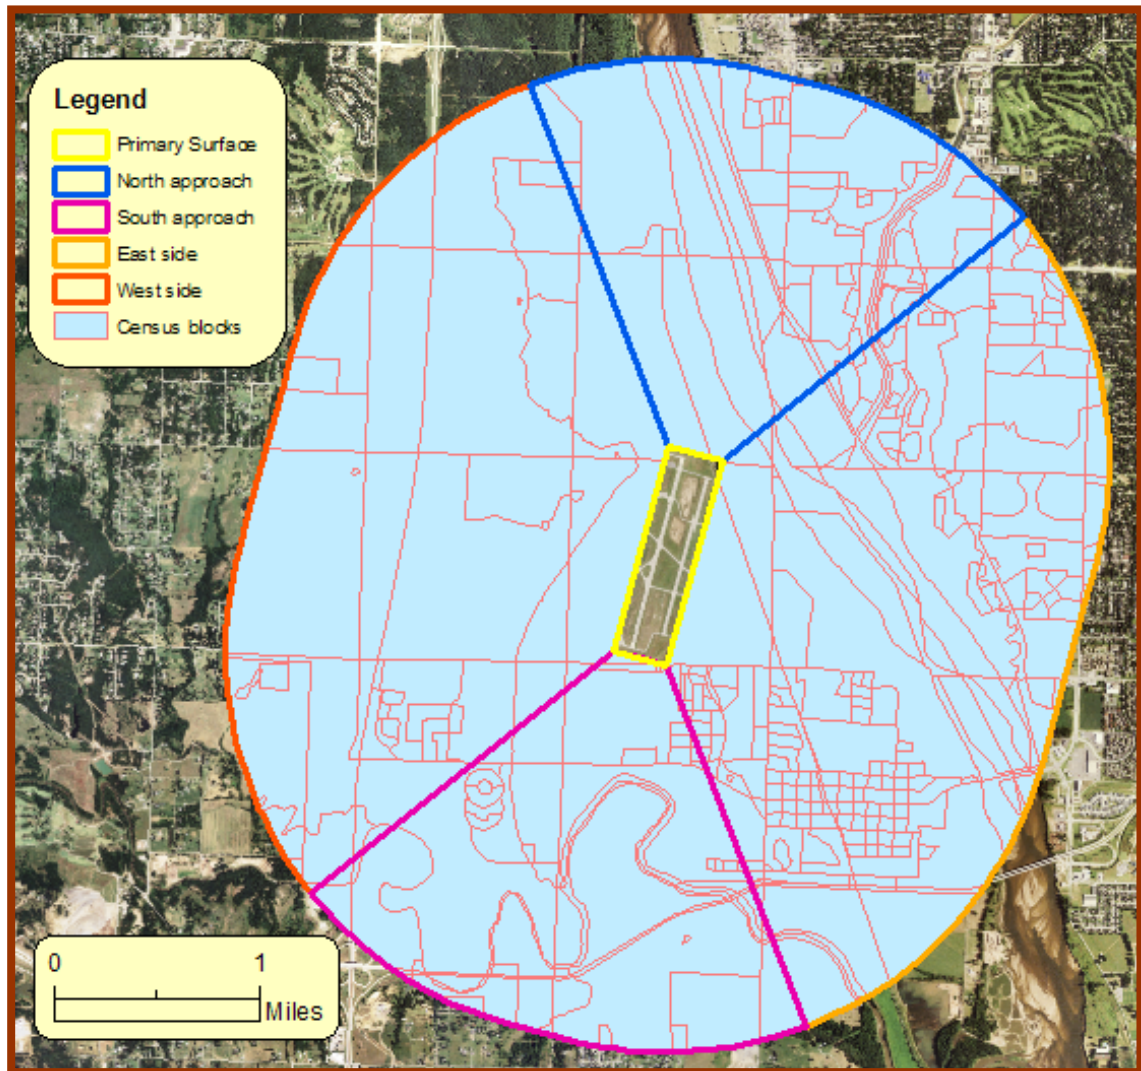 Legend
Primary Surface
North approach
South approach
East side
West side
Census blocks
0 1
Miles